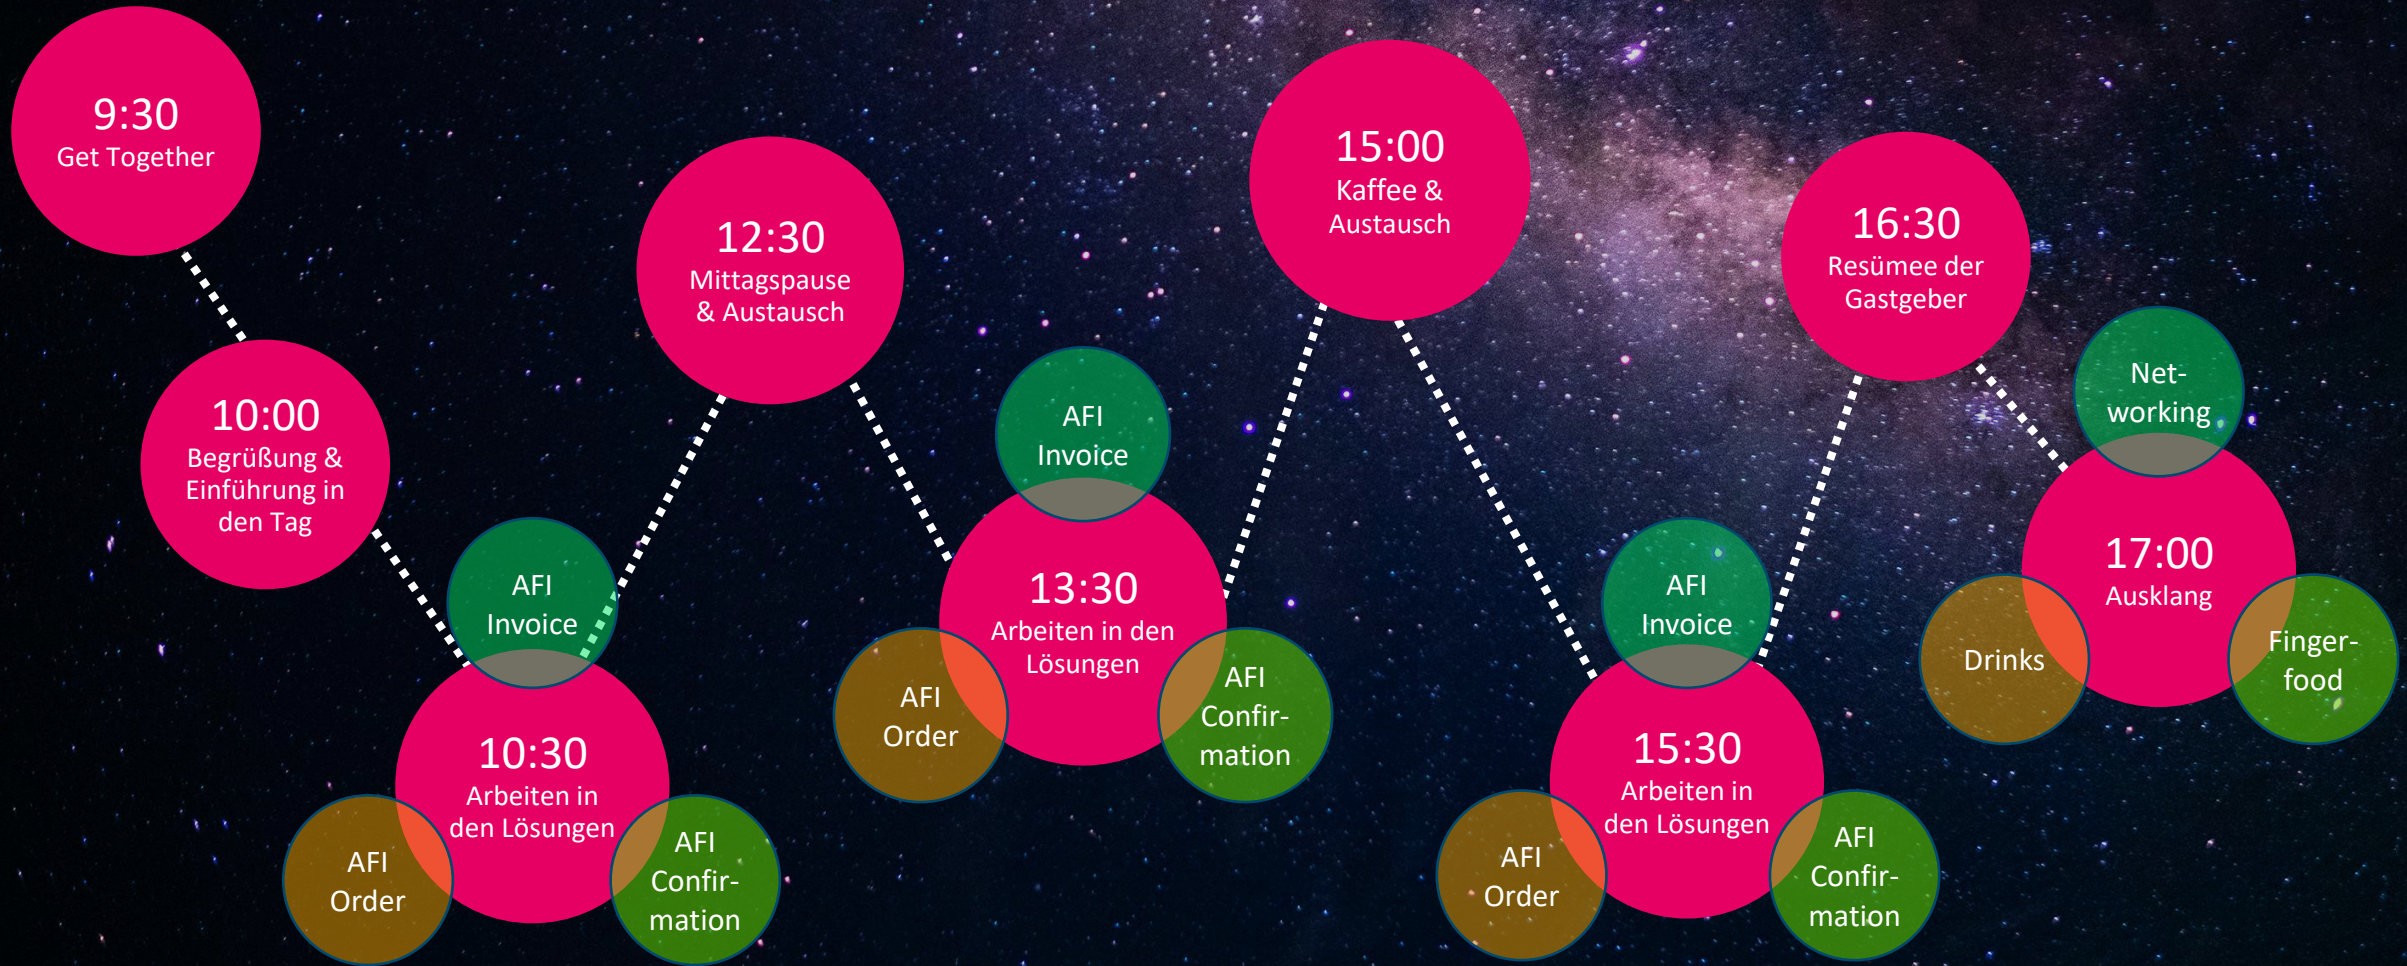 9:30
Get Together
10:00
Begrüßung &
Einführung in
den Tag
AFI
Invoice
10:30
Arbeiten in
den Lösungen
AFI
Order
AFI
Confir-
mation
12:30
Mittagspause
& Austausch
AFI
Invoice
13:30
Arbeiten in den
Lösungen
AFI
Order
AFI
Confir-
mation
15:00
Kaffee &
Austausch
AFI
Invoice
15:30
Arbeiten in
den Lösungen
AFI
Order
AFI
Confir-
mation
16:30
Resümee der
Gastgeber
Net-
working
17:00
Ausklang
Drinks
Finger-
food